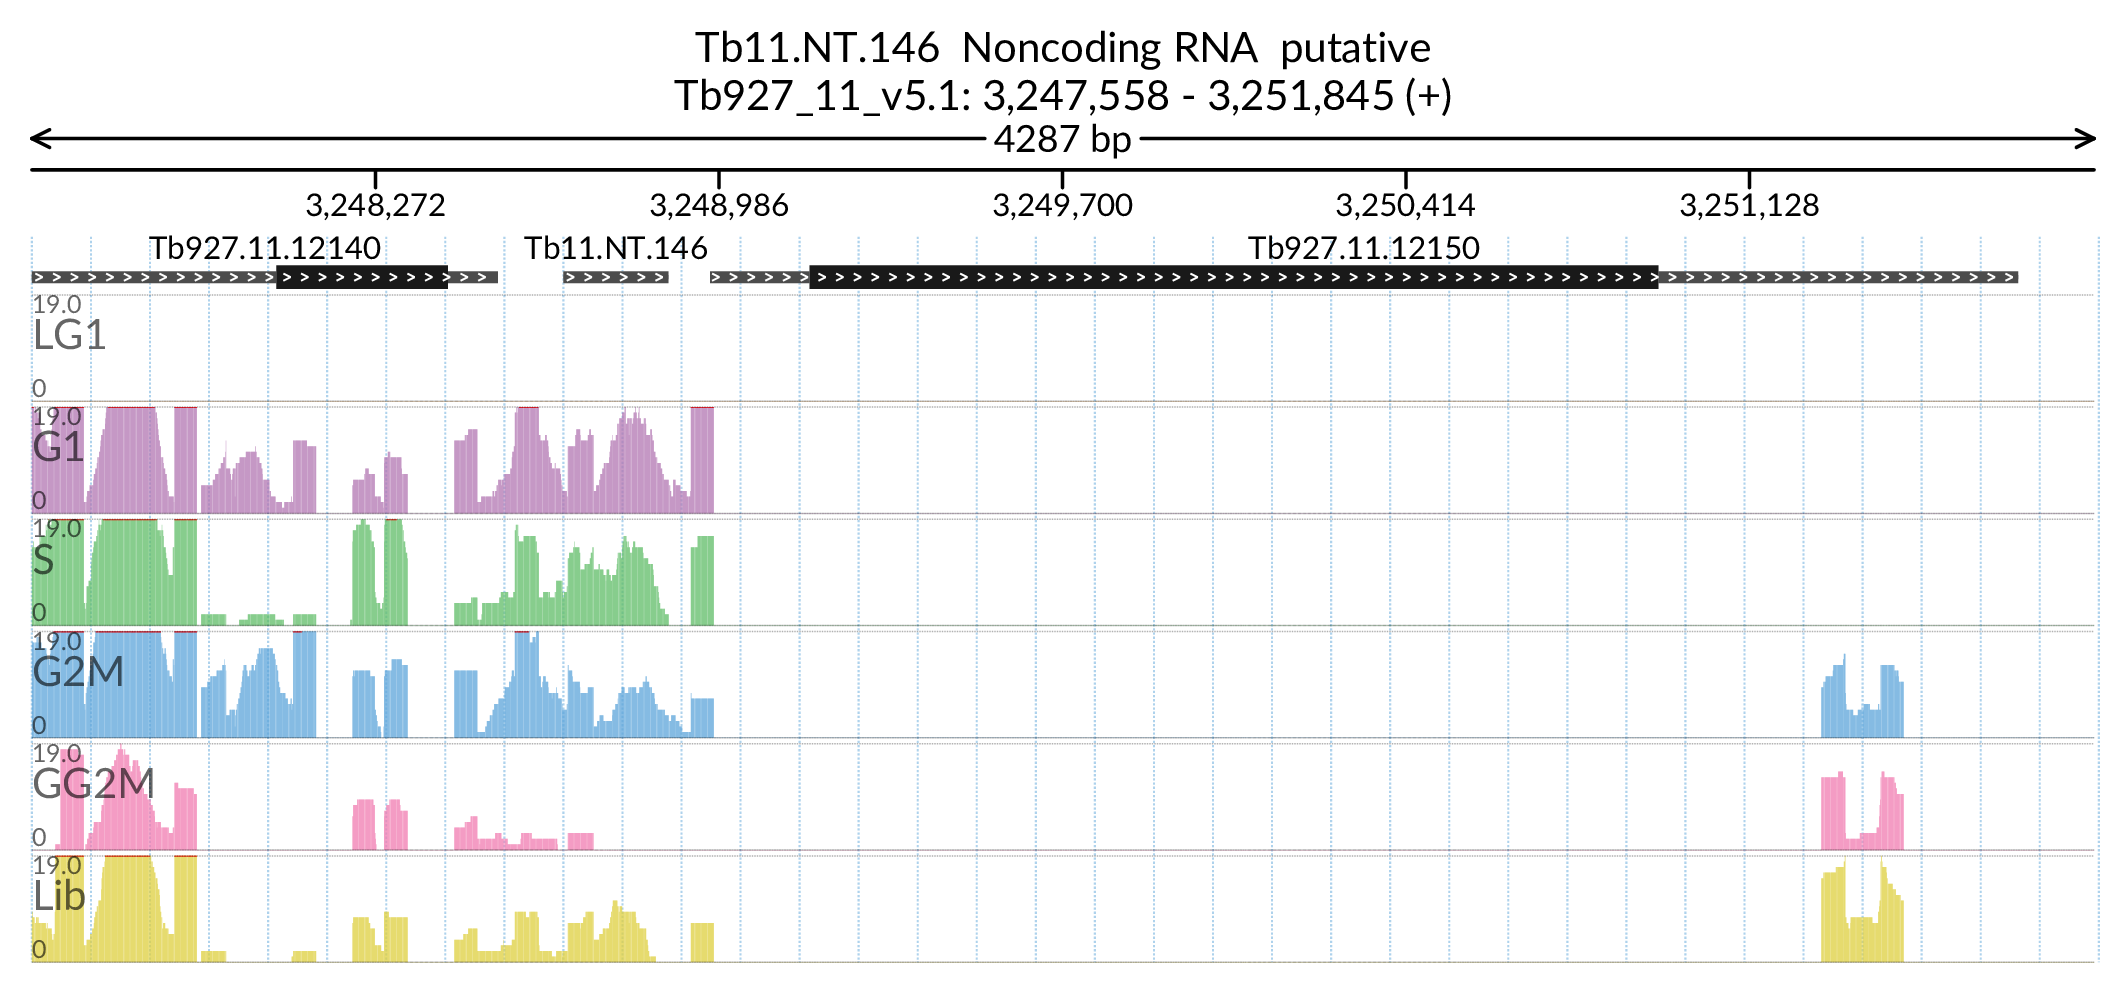 Tb11.NT.146 Noncoding RNA putative
Tb927_11_v5.1: 3,247,558 - 3,251,845 (+)
4287 bp
3,248,272 3,248,986 3,249,700 3,250,414 3,251,128
Tb927.11.12140 Tb11.NT.146 Tb927.11.12150
19.0
LG1
0
19.0
G1
0
19.0
S
0
19.0
G2M
0
19.0
GG2M
0
19.0
Lib
0